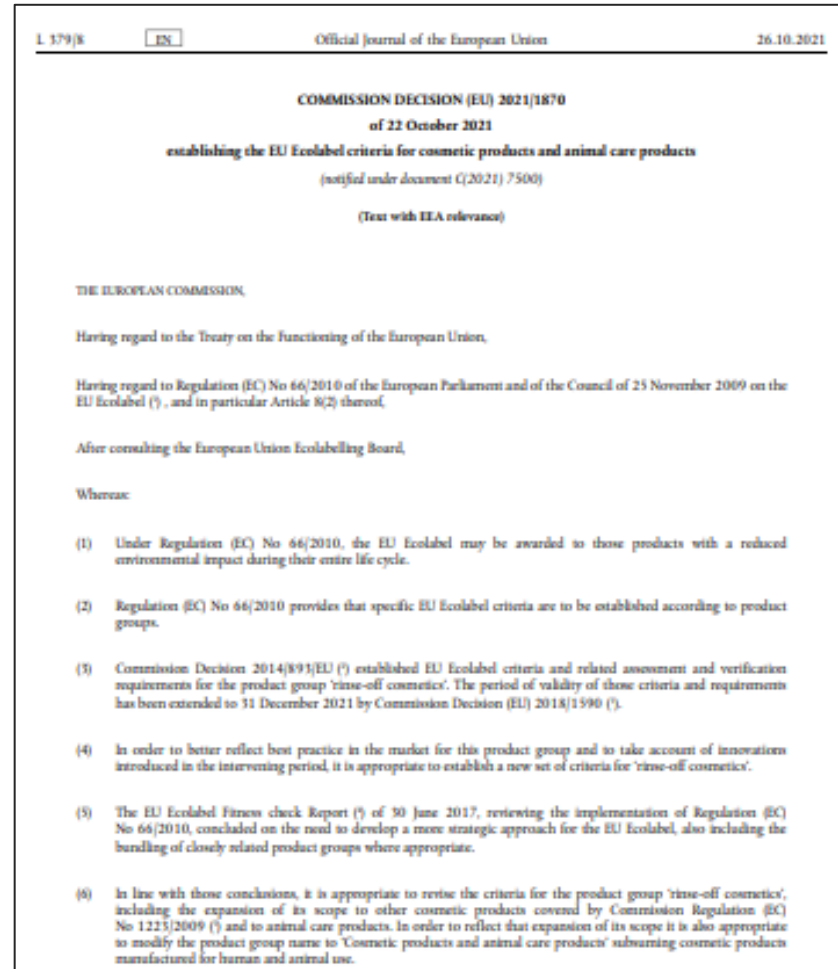 L 379/8 EN Official Journal of the European Union 26.10.2021
COMMISSION DECISION (EU) 2021/1870
of 22 October 2021
establishing the EU Ecolabel criteria for cosmetic products and animal care products
(notified under document C(2021) 7500)
(Text with EEA relevance)
THE EUROPEAN COMMISSION,
Having regard to the Treaty on the Functioning of the European Union,
Having regard to Regulation (EC) No 66/2010 of the European Parliament and of the Council of 25 November 2009 on the
EU Ecolabel (¹) , and in particular Article 8(2) thereof,
After consulting the European Union Ecolabelling Board,
Whereas:
(1) Under Regulation (EC) No 66/2010, the EU Ecolabel may be awarded to those products with a reduced
environmental impact during their entire life cycle.
(2) Regulation (EC) No 66/2010 provides that specific EU Ecolabel criteria are to be established according to product
groups.
(3) Commission Decision 2014/893/EU (²) established EU Ecolabel criteria and related assessment and verification
requirements for the product group 'rinse-off cosmetics'. The period of validity of those criteria and requirements
has been extended to 31 December 2021 by Commission Decision (EU) 2018/1590 (³).
(4) In order to better reflect best practice in the market for this product group and to take account of innovations
introduced in the intervening period, it is appropriate to establish a new set of criteria for 'rinse-off cosmetics'.
(5) The EU Ecolabel Fitness check Report (⁴) of 30 June 2017, reviewing the implementation of Regulation (EC)
No 66/2010, concluded on the need to develop a more strategic approach for the EU Ecolabel, also including the
bundling of closely related product groups where appropriate.
(6) In line with those conclusions, it is appropriate to revise the criteria for the product group 'rinse-off cosmetics',
including the expansion of its scope to other cosmetic products covered by Commission Regulation (EC)
No 1223/2009 (⁵) and to animal care products. In order to reflect that expansion of its scope it is also appropriate
to modify the product group name to 'Cosmetic products and animal care products' subsuming cosmetic products
manufactured for human and animal use.